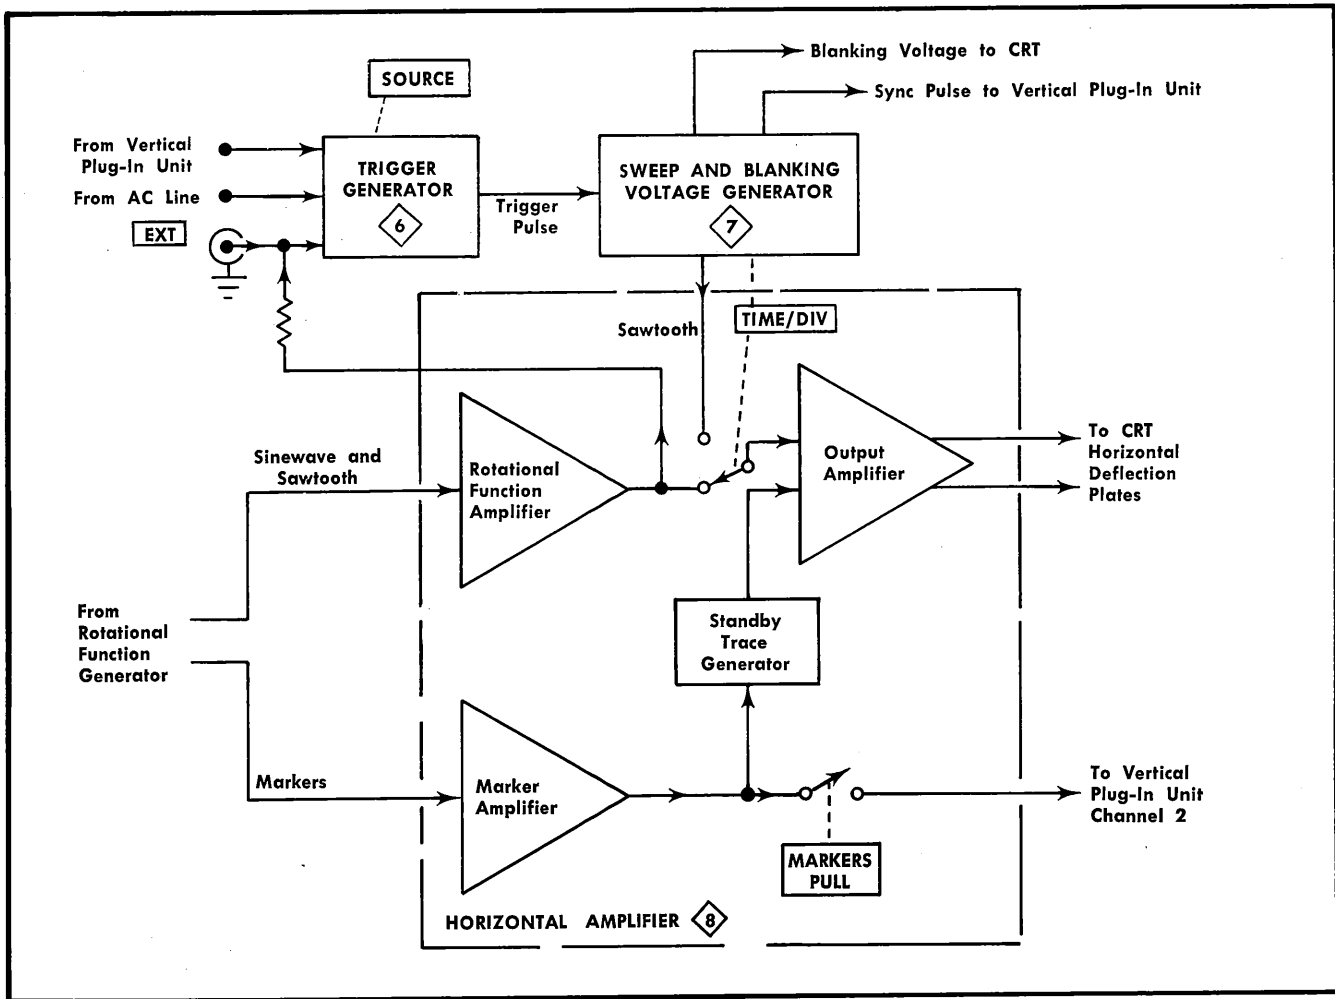 Blanking Voltage to CRT
SOURCE
Sync Pulse to Vertical Plug-In Unit
From Vertical
Plug-In Unit
From AC Line
EXT
TRIGGER
GENERATOR
6
Trigger
Pulse
SWEEP AND BLANKING
VOLTAGE GENERATOR
7
Sawtooth
TIME/DIV
Sinewave and
Sawtooth
Rotational
Function
Amplifier
Output
Amplifier
To CRT
Horizontal
Deflection
Plates
From
Rotational
Function
Generator
Standby
Trace
Generator
Markers
Marker
Amplifier
To Vertical
Plug-In Unit
Channel 2
MARKERS
PULL
HORIZONTAL AMPLIFIER 8